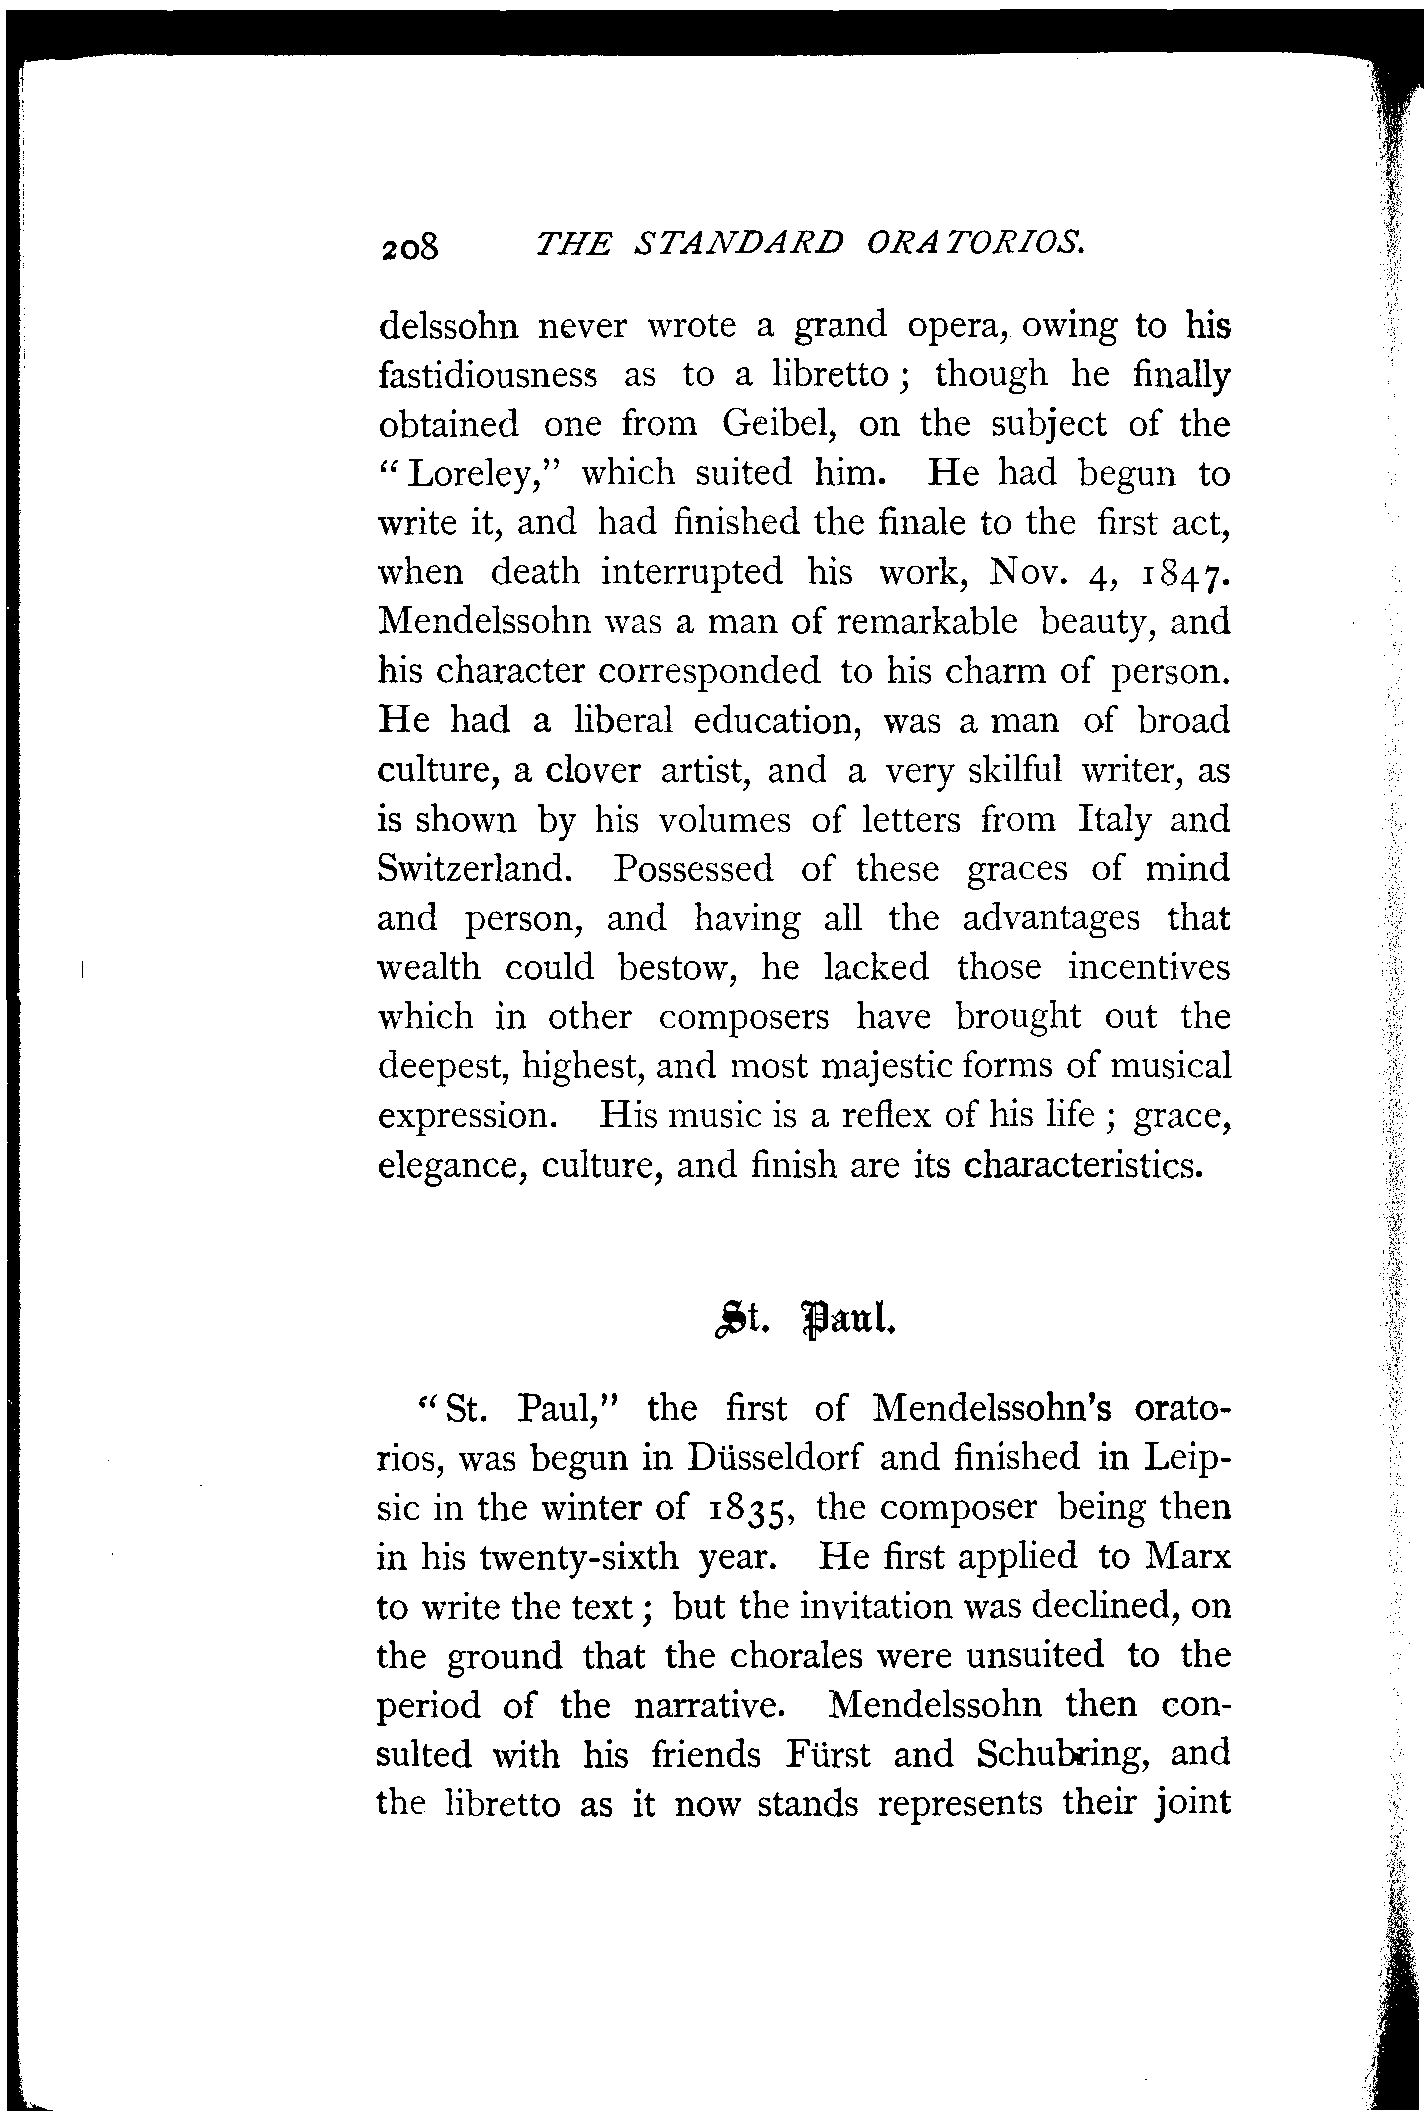 208 THE STANDARD ORATORIOS.
delssohn never wrote a grand opera, owing to his
fastidiousness as to a libretto; though he finally
obtained one from Geibel, on the subject of the
"Loreley," which suited him. He had begun to
write it, and had finished the finale to the first act,
when death interrupted his work, Nov. 4, 1847.
Mendelssohn was a man of remarkable beauty, and
his character corresponded to his charm of person.
He had a liberal education, was a man of broad
culture, a clover artist, and a very skilful writer, as
is shown by his volumes of letters from Italy and
Switzerland. Possessed of these graces of mind
and person, and having all the advantages that
wealth could bestow, he lacked those incentives
which in other composers have brought out the
deepest, highest, and most majestic forms of musical
expression. His music is a reflex of his life; grace,
elegance, culture, and finish are its characteristics.
St. Paul.
"St. Paul," the first of Mendelssohn's orato-
rios, was begun in Düsseldorf and finished in Leip-
sic in the winter of 1835, the composer being then
in his twenty-sixth year. He first applied to Marx
to write the text; but the invitation was declined, on
the ground that the chorales were unsuited to the
period of the narrative. Mendelssohn then con-
sulted with his friends Fürst and Schubring, and
the libretto as it now stands represents their joint